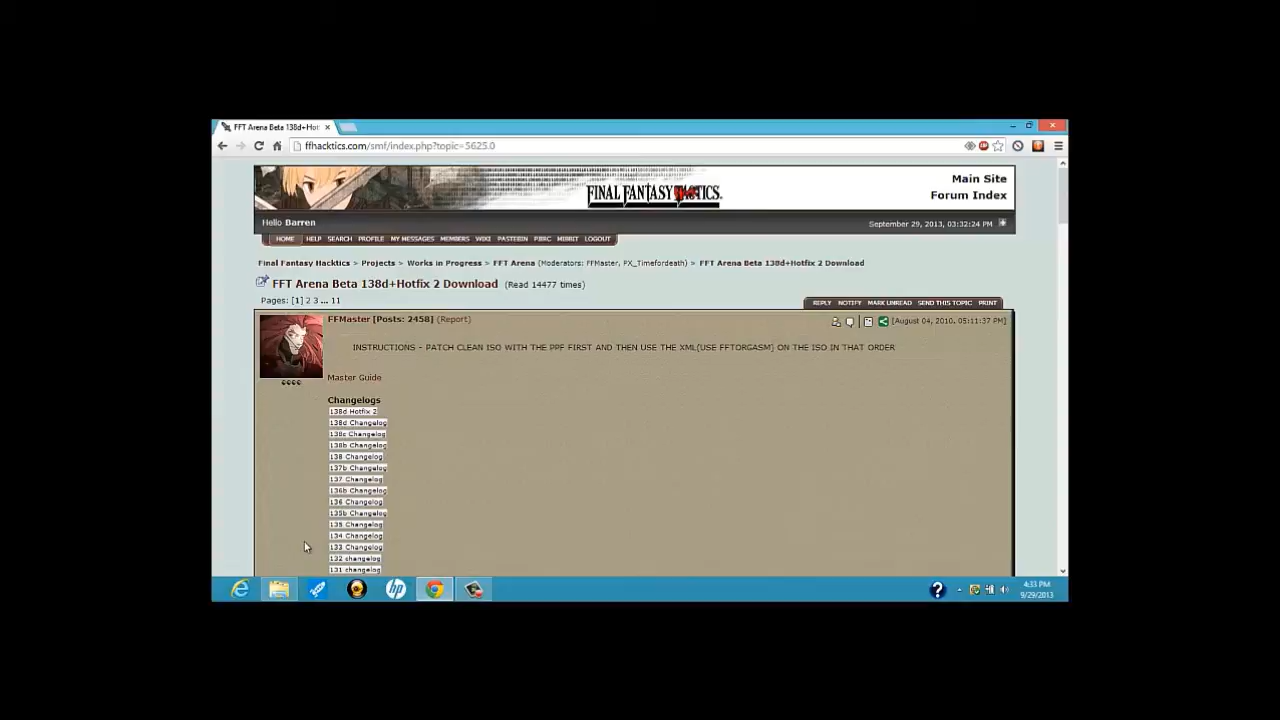 FFT Arena Beta 138d+Hot
ffhacktics.com/smf/index.php?topic=5625.0
FINAL FANTASY TACTICS
Main Site
Forum Index
Hello Barren
September 29, 2013, 03:32:24 PM
HOME HELP SEARCH PROFILE MY MESSAGES MEMBERS WIKI PASTEBIN LOGOUT
Final Fantasy Hacktics > Projects > Works in Progress > FFT Arena (Moderators: FFMaster, PX_Timefordeath) > FFT Arena Beta 138d+Hotfix 2 Download
FFT Arena Beta 138d+Hotfix 2 Download (Read 14477 times)
Pages: [1] 2 3 ... 11
REPLY NOTIFY MARK UNREAD SEND THIS TOPIC PRINT
FFMaster [Posts: 2458] (Report)
[August 04, 2010, 05:11:37 PM]
INSTRUCTIONS - PATCH CLEAN ISO WITH THE PPF FIRST AND THEN USE THE XML(USE FFTORGASM) ON THE ISO IN THAT ORDER
Master Guide
Changelogs
138d Hotfix 2
138d Changelog
138c Changelog
138b Changelog
138 Changelog
137b Changelog
137 Changelog
136b Changelog
136 Changelog
135b Changelog
135 Changelog
134 Changelog
133 Changelog
132 changelog
131 changelog
hp
?
4:33 PM
9/29/2013